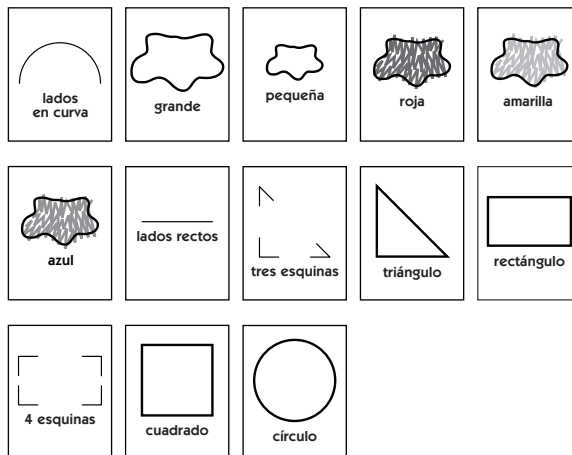 lados
en curva
grande
pequeña
roja
amarilla
azul
lados rectos
tres esquinas
triángulo
rectángulo
4 esquinas
cuadrado
círculo